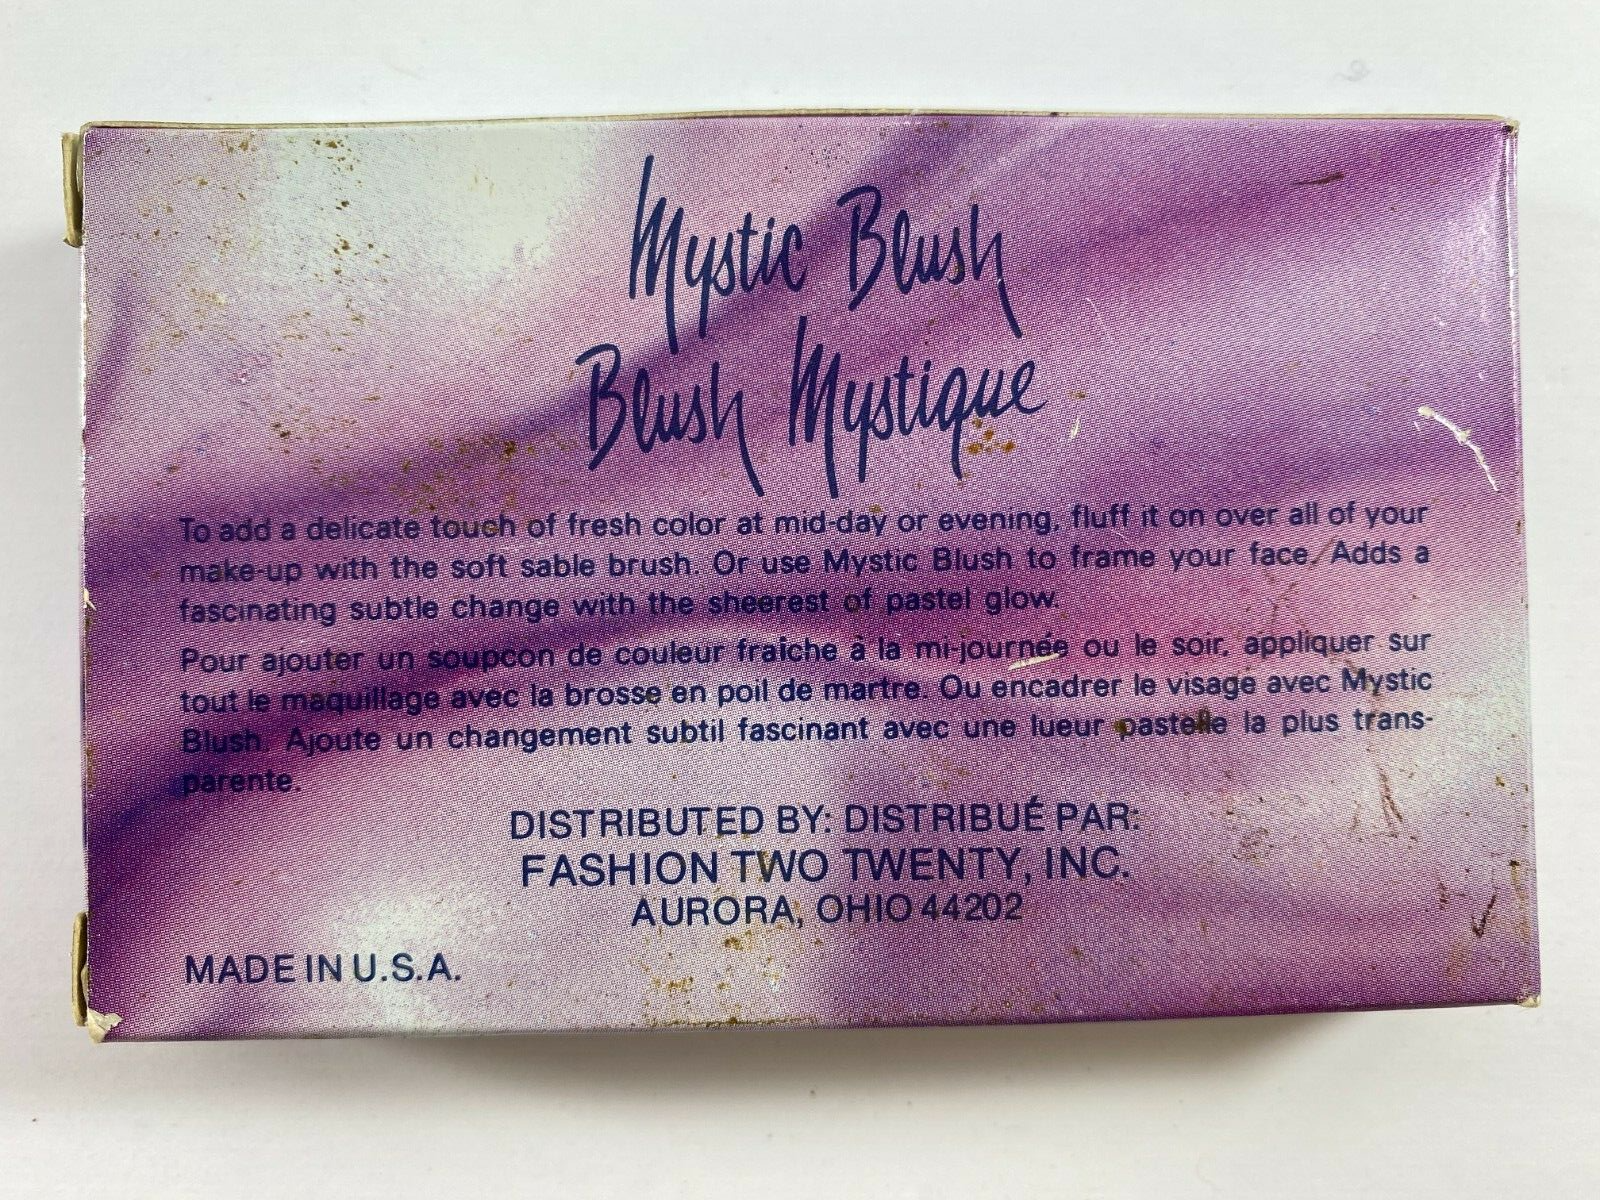 Mystic Blush
Blush Mystique
To add a delicate touch of fresh color at mid-day or evening, fluff it on over all of your
make-up with the soft sable brush. Or use Mystic Blush to frame your face. Adds a
fascinating subtle change with the sheerest of pastel glow.
Pour ajouter un soupcon de couleur fraîche à la mi-journée ou le soir, appliquer sur
tout le maquillage avec la brosse en poil de martre. Ou encadrer le visage avec Mystic
Blush. Ajoute un changement subtil fascinant avec une lueur pastelle la plus trans-
parente.
DISTRIBUTED BY: DISTRIBUÉ PAR:
FASHION TWO TWENTY, INC.
AURORA, OHIO 44202
MADE IN U.S.A.